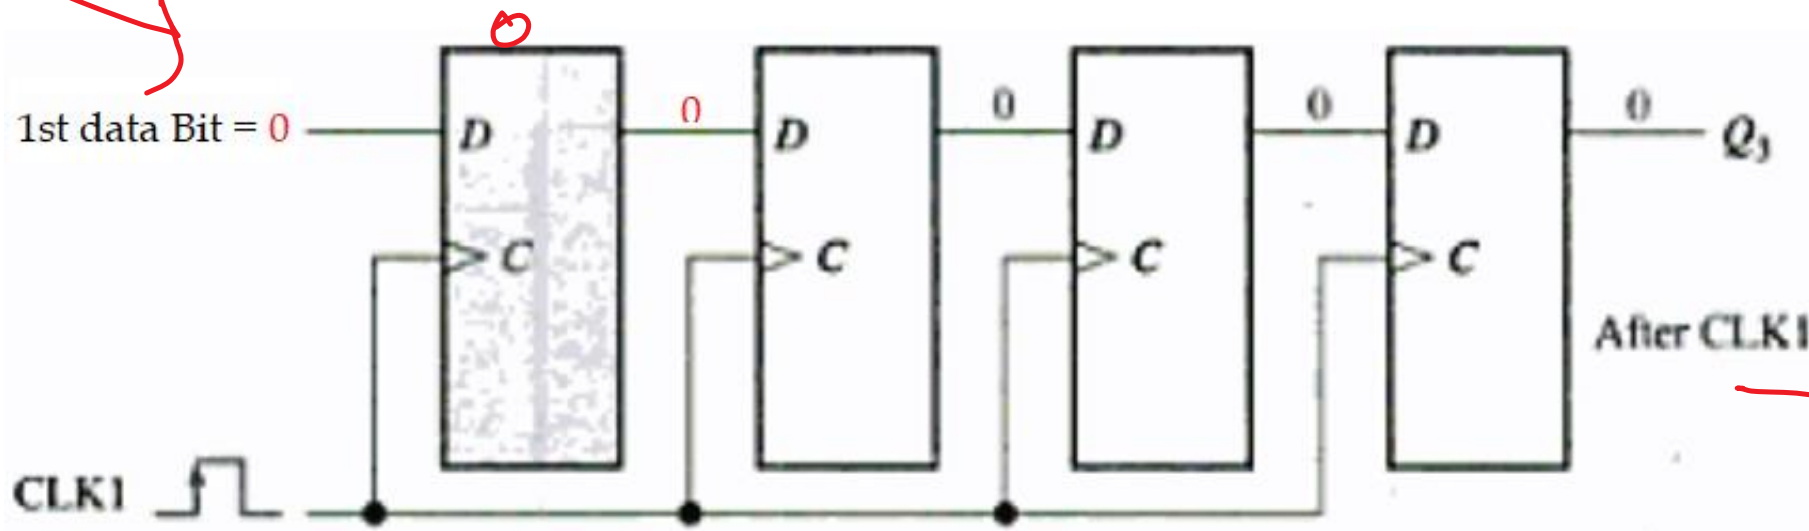 0
1st data Bit = 0 D 0 D 0 D 0 D 0 Q3
C C C C
After CLK1
CLK1